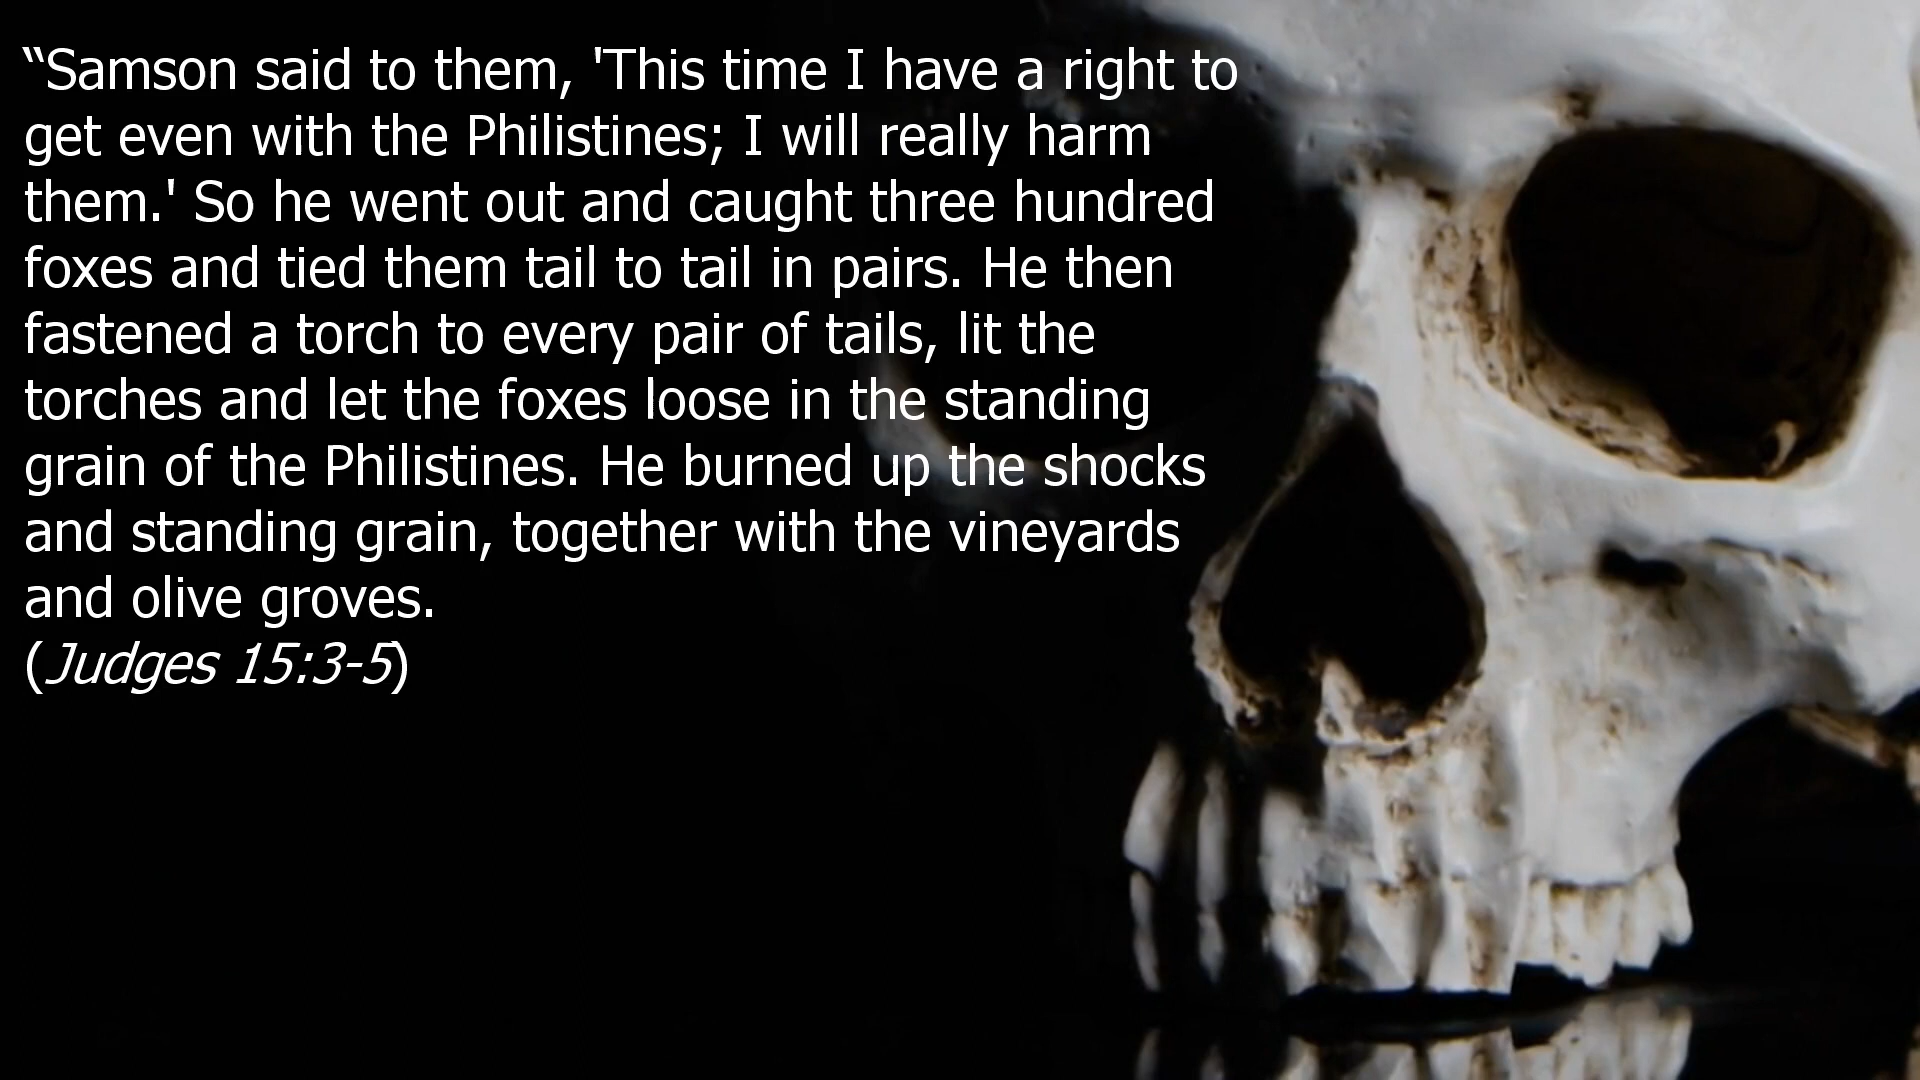 “Samson said to them, 'This time I have a right to
get even with the Philistines; I will really harm
them.' So he went out and caught three hundred
foxes and tied them tail to tail in pairs. He then
fastened a torch to every pair of tails, lit the
torches and let the foxes loose in the standing
grain of the Philistines. He burned up the shocks
and standing grain, together with the vineyards
and olive groves.
(Judges 15:3-5)